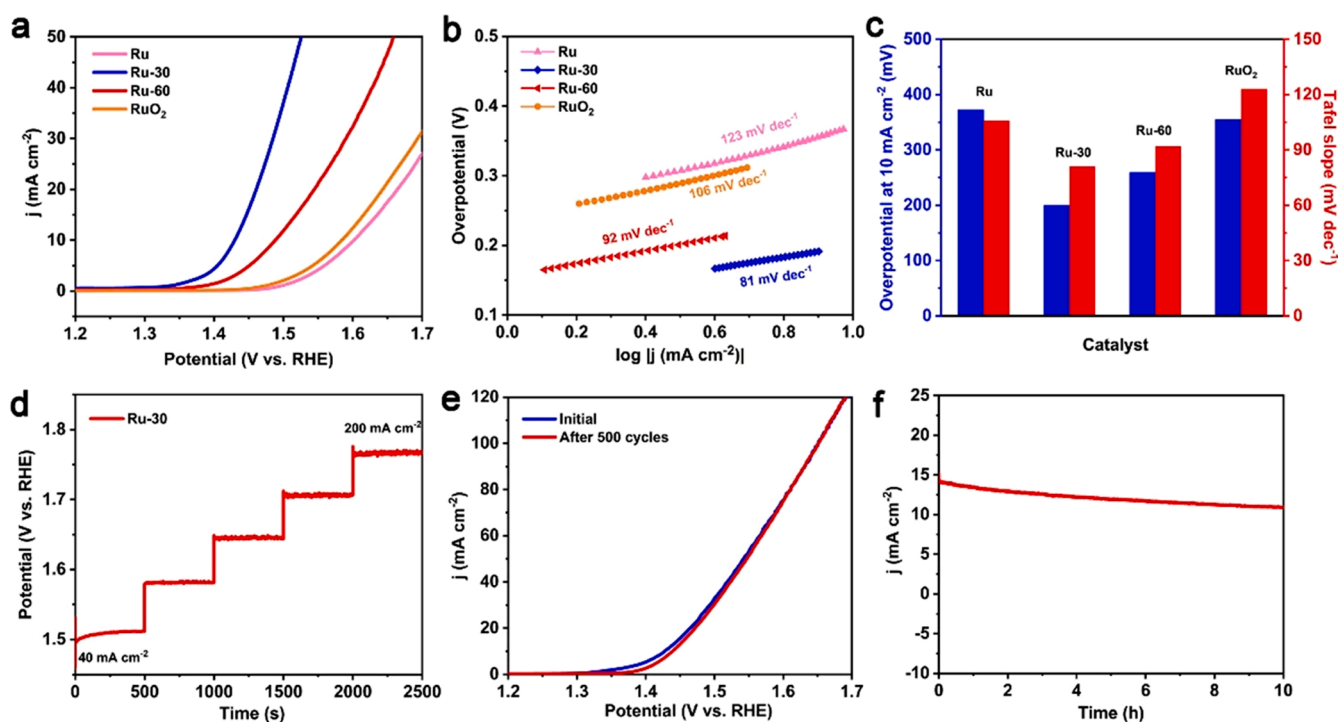 a
50
40
30
20
10
0
j (mA cm⁻²)
Ru
Ru-30
Ru-60
RuO₂
1.2 1.3 1.4 1.5 1.6 1.7
Potential (V vs. RHE)
b
0.5
0.4
0.3
0.2
0.1
Overpotential (V)
Ru
Ru-30
Ru-60
RuO₂
123 mV dec⁻¹
106 mV dec⁻¹
92 mV dec⁻¹
81 mV dec⁻¹
0.0 0.2 0.4 0.6 0.8 1.0
log |j (mA cm⁻²)|
c
500
400
300
200
100
0
Overpotential at 10 mA cm⁻² (mV)
Ru
Ru-30
Ru-60
RuO₂
150
120
90
60
30
0
Tafel slope (mV dec⁻¹)
Catalyst
d
1.8
1.7
1.6
1.5
Potential (V vs. RHE)
Ru-30
200 mA cm⁻²
40 mA cm⁻²
0 500 1000 1500 2000 2500
Time (s)
e
120
100
80
60
40
20
0
j (mA cm⁻²)
Initial
After 500 cycles
1.2 1.3 1.4 1.5 1.6 1.7
Potential (V vs. RHE)
f
25
20
15
10
5
0
-5
-10
j (mA cm⁻²)
0 2 4 6 8 10
Time (h)